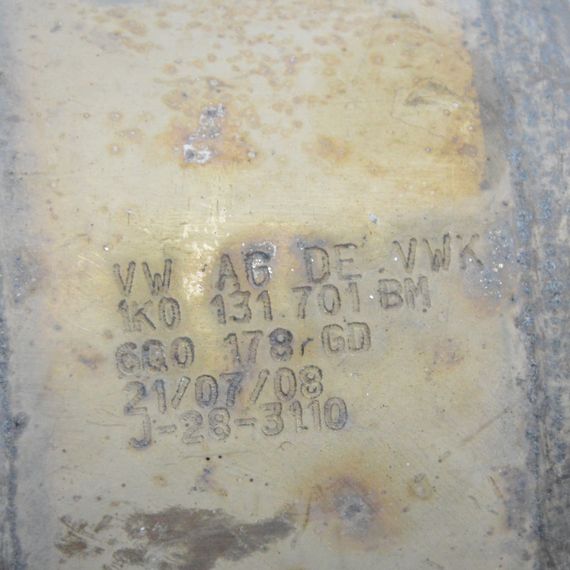 VW AG DE VWK
1K0 131.701 BM
6Q0 178 GD
21/07/08
J-28-3110